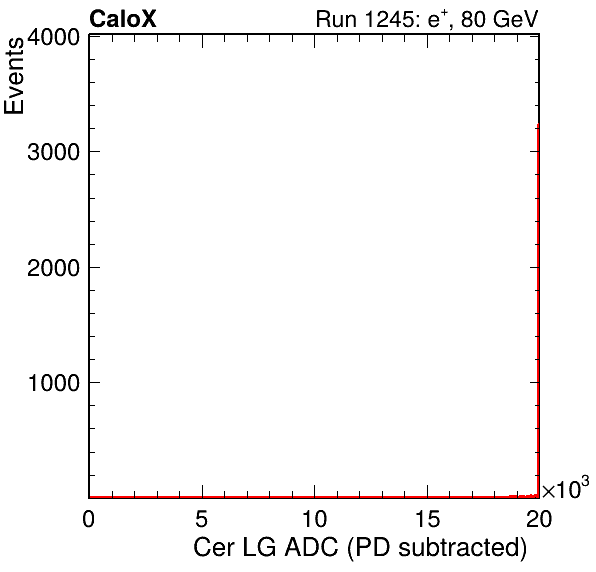 CaloX Run 1245: e⁺, 80 GeV
Events
4000
3000
2000
1000
0 5 10 15 20 ×10³
Cer LG ADC (PD subtracted)